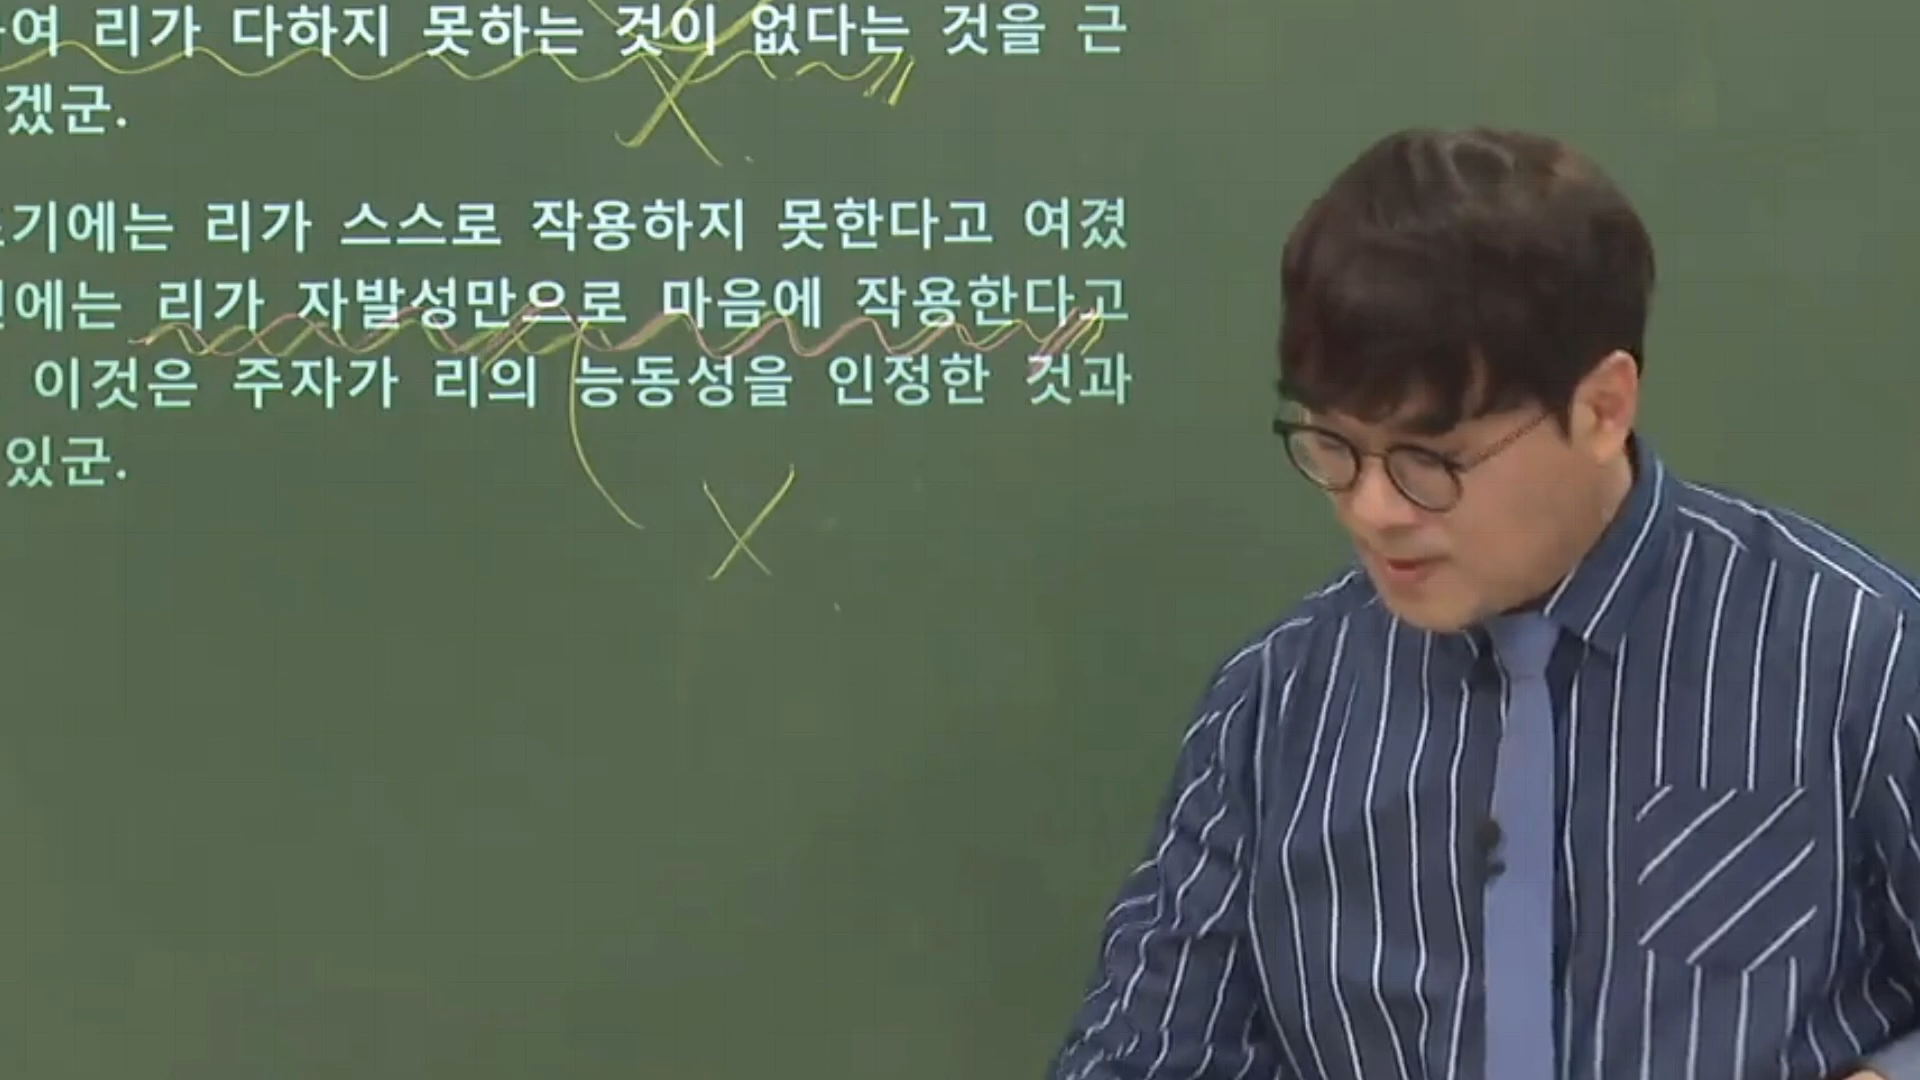 여 리가 다하지 못하는 것이 없다는 것을 근
겠군.
기에는 리가 스스로 작용하지 못한다고 여겼
에는 리가 자발성만으로 마음에 작용한다고
이것은 주자가 리의 능동성을 인정한 것과
있군.